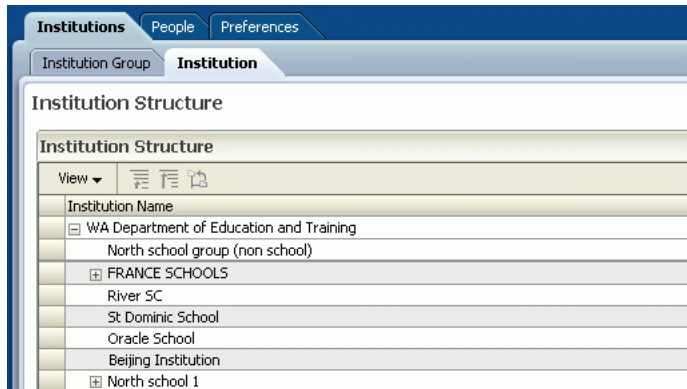 Institutions People Preferences
Institution Group Institution
Institution Structure
Institution Structure
View
Institution Name
WA Department of Education and Training
North school group (non school)
FRANCE SCHOOLS
River SC
St Dominic School
Oracle School
Beijing Institution
North school 1